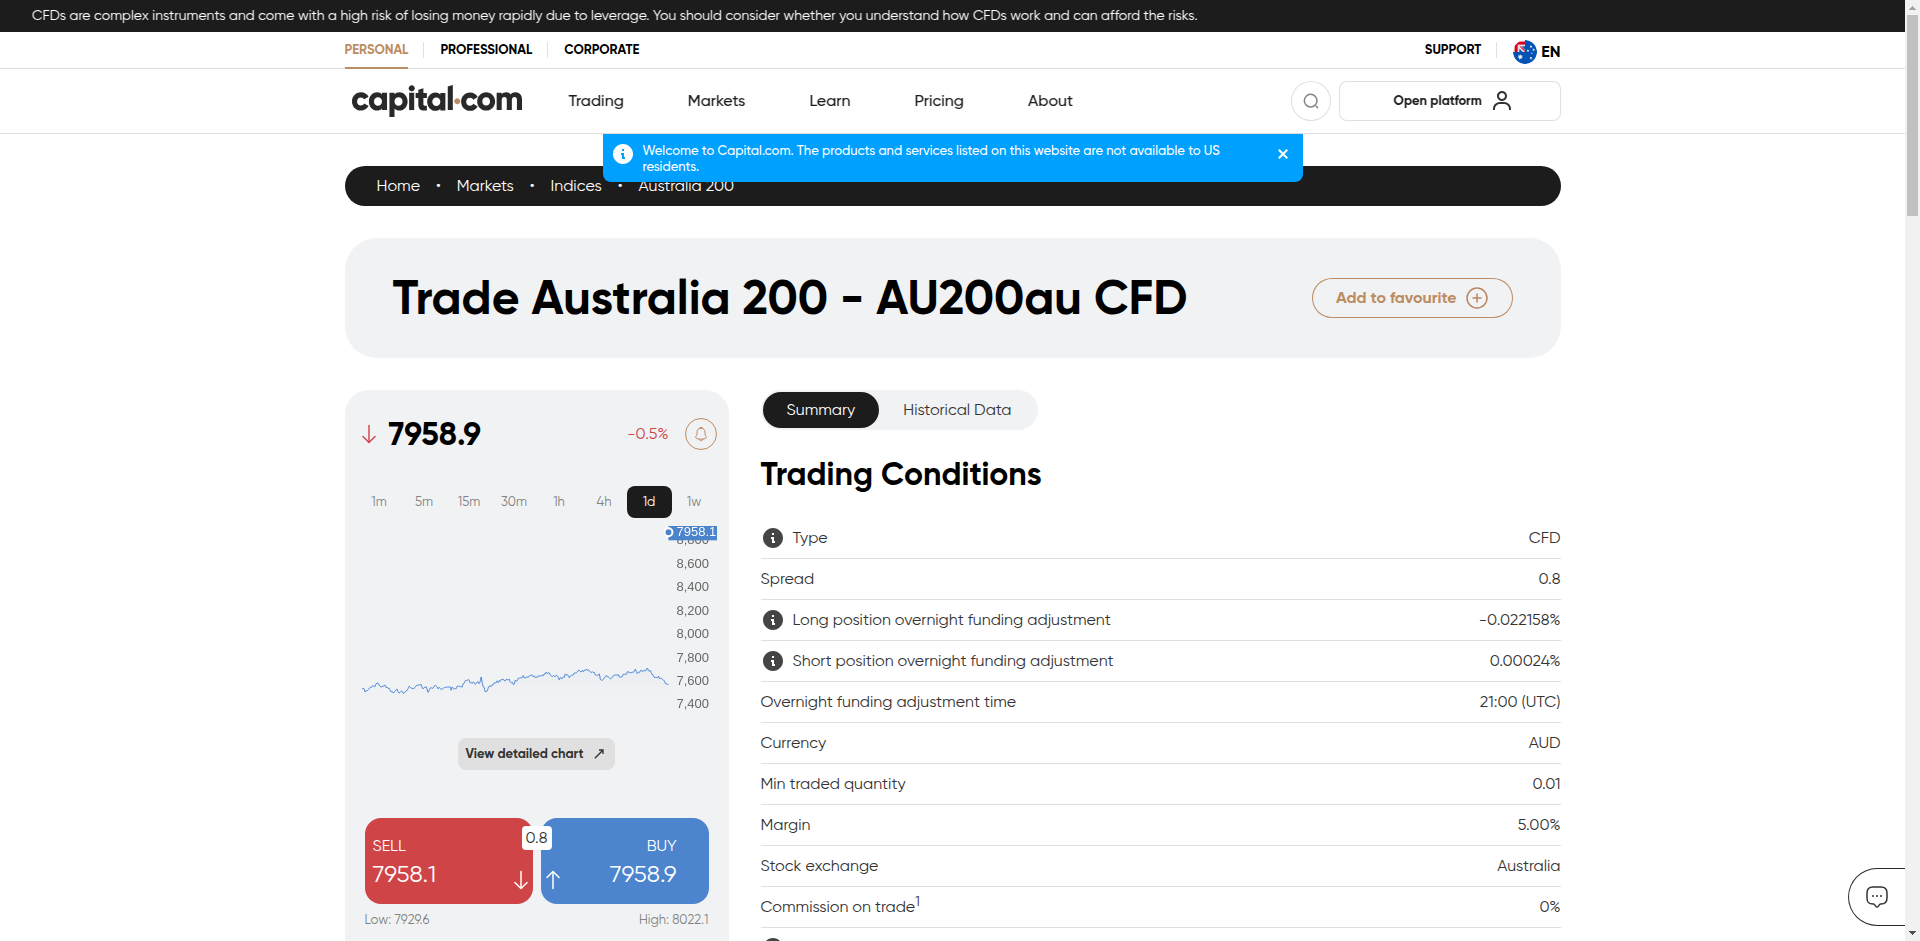 CFDs are complex instruments and come with a high risk of losing money rapidly due to leverage. You should consider whether you understand how CFDs work and can afford the risks.
PERSONAL PROFESSIONAL CORPORATE SUPPORT EN
capital.com Trading Markets Learn Pricing About Open platform
Welcome to Capital.com. The products and services listed on this website are not available to US
residents.
Home • Markets • Indices • Australia 200
Trade Australia 200 - AU200au CFD
Add to favourite
7958.9 -0.5%
1m 5m 15m 30m 1h 4h 1d 1w
7958.1
8,800
8,600
8,400
8,200
8,000
7,800
7,600
7,400
View detailed chart
SELL 0.8 BUY
7958.1 7958.9
Low: 7929.6 High: 8022.1
Summary Historical Data
Trading Conditions
Type CFD
Spread 0.8
Long position overnight funding adjustment -0.022158%
Short position overnight funding adjustment 0.00024%
Overnight funding adjustment time 21:00 (UTC)
Currency AUD
Min traded quantity 0.01
Margin 5.00%
Stock exchange Australia
Commission on trade1 0%